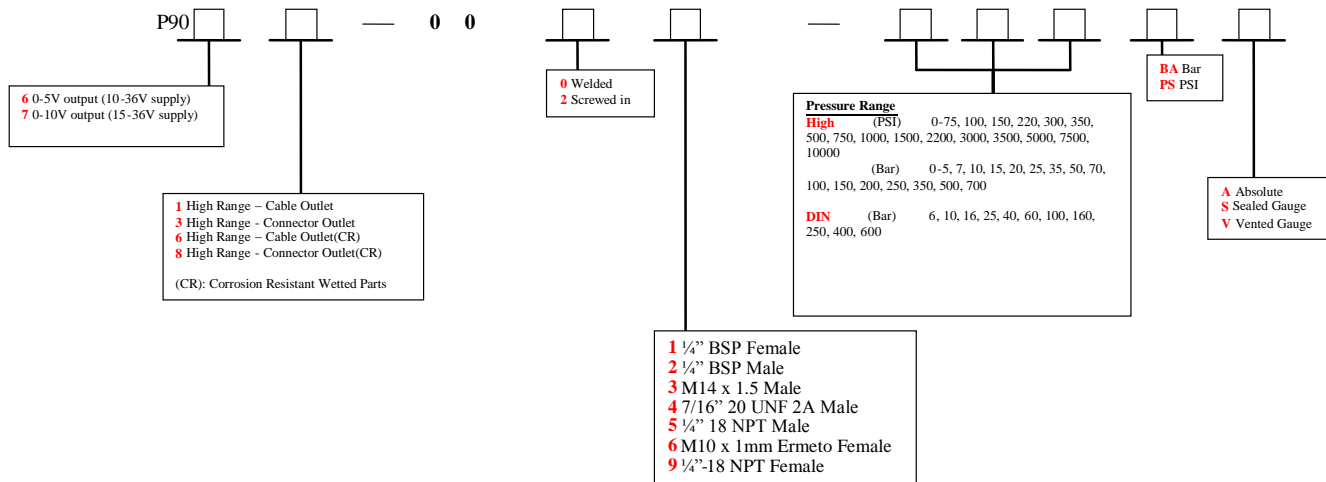 P90 — 0 0 —
6 0-5V output (10-36V supply)
7 0-10V output (15-36V supply)
1 High Range – Cable Outlet
3 High Range - Connector Outlet
6 High Range – Cable Outlet(CR)
8 High Range - Connector Outlet(CR)
(CR): Corrosion Resistant Wetted Parts
0 Welded
2 Screwed in
1 ¼” BSP Female
2 ¼” BSP Male
3 M14 x 1.5 Male
4 7/16” 20 UNF 2A Male
5 ¼” 18 NPT Male
6 M10 x 1mm Ermeto Female
9 ¼”-18 NPT Female
Pressure Range
High (PSI) 0-75, 100, 150, 220, 300, 350,
500, 750, 1000, 1500, 2200, 3000, 3500, 5000, 7500,
10000
(Bar) 0-5, 7, 10, 15, 20, 25, 35, 50, 70,
100, 150, 200, 250, 350, 500, 700
DIN (Bar) 6, 10, 16, 25, 40, 60, 100, 160,
250, 400, 600
BA Bar
PS PSI
A Absolute
S Sealed Gauge
V Vented Gauge